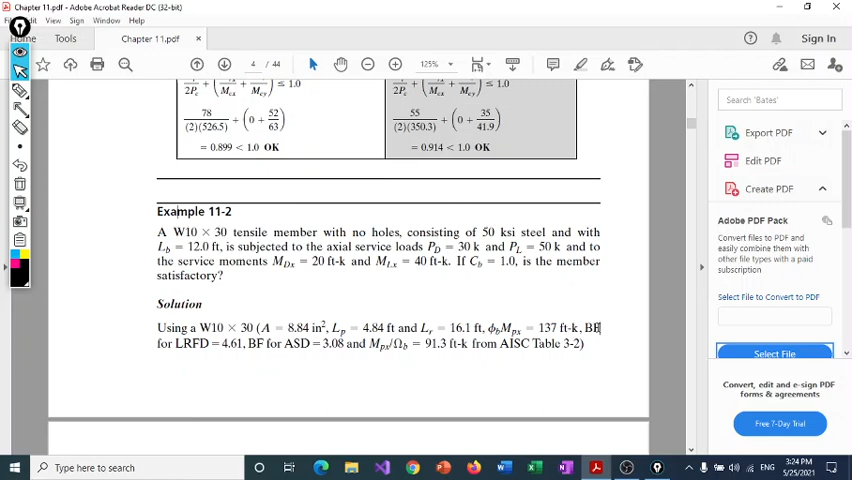 Chapter 11.pdf - Adobe Acrobat Reader DC (32-bit)
File Edit View Sign Window Help
Home Tools Chapter 11.pdf × Sign In
4 / 44 125%
2Pc ( Mcx Mcy ) ≤ 1.0 2Pc ( Mcx Mcy ) ≤ 1.0
78/(2)(526.5) + (0 + 52/63) 55/(2)(350.3) + (0 + 35/41.9)
= 0.899 < 1.0 OK = 0.914 < 1.0 OK
Example 11-2
A W10 × 30 tensile member with no holes, consisting of 50 ksi steel and with
Lb = 12.0 ft, is subjected to the axial service loads PD = 30 k and PL = 50 k and to
the service moments MDx = 20 ft-k and MLx = 40 ft-k. If Cb = 1.0, is the member
satisfactory?
Solution
Using a W10 × 30 (A = 8.84 in², Lp = 4.84 ft and Lr = 16.1 ft, ϕbMpx = 137 ft-k, BF
for LRFD = 4.61, BF for ASD = 3.08 and Mpx/Ωb = 91.3 ft-k from AISC Table 3-2)
Search 'Bates'
Export PDF
Edit PDF
Create PDF
Adobe PDF Pack
Convert files to PDF and
easily combine them with
other file types with a paid
subscription
Select File to Convert to PDF
Select File
Convert, edit and e-sign PDF
forms & agreements
Free 7-Day Trial
Type here to search
ENG
3:24 PM
5/25/2021